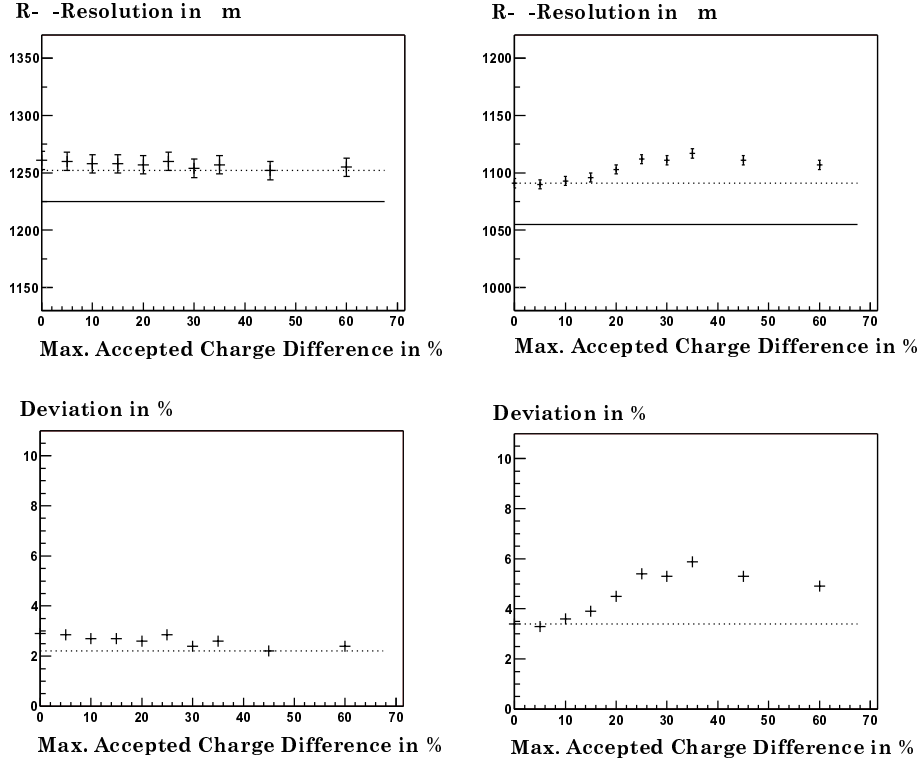 R- -Resolution in m
1350
1300
1250
1200
1150
0 10 20 30 40 50 60 70
Max. Accepted Charge Difference in %
R- -Resolution in m
1200
1150
1100
1050
1000
0 10 20 30 40 50 60 70
Max. Accepted Charge Difference in %
Deviation in %
10
8
6
4
2
0
0 10 20 30 40 50 60 70
Max. Accepted Charge Difference in %
Deviation in %
10
8
6
4
2
0
0 10 20 30 40 50 60 70
Max. Accepted Charge Difference in %